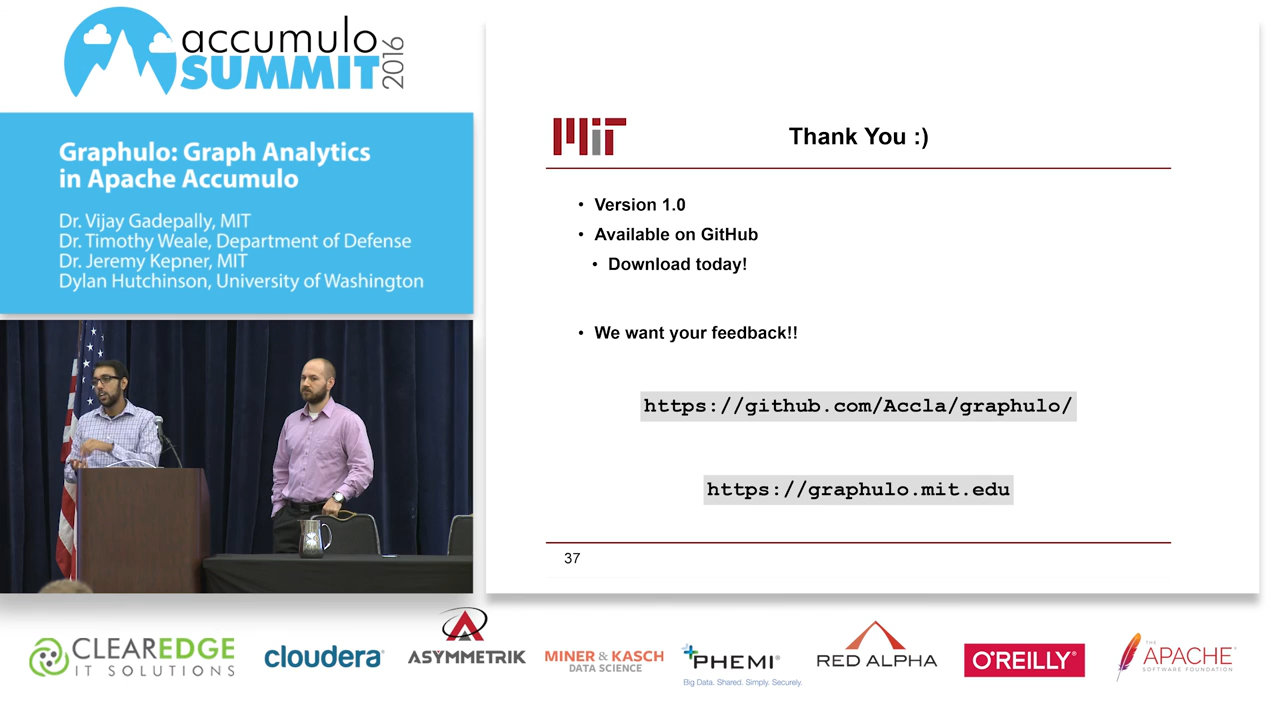 accumulo
SUMMIT
2016
Graphulo: Graph Analytics
in Apache Accumulo
Dr. Vijay Gadepally, MIT
Dr. Timothy Weale, Department of Defense
Dr. Jeremy Kepner, MIT
Dylan Hutchinson, University of Washington
MIT
Thank You :)
• Version 1.0
• Available on GitHub
• Download today!
• We want your feedback!!
https://github.com/Accla/graphulo/
https://graphulo.mit.edu
37
CLEAREDGE
IT SOLUTIONS
cloudera
ASYMMETRIK
MINER & KASCH
DATA SCIENCE
PHEMI
Big Data. Shared. Simply. Securely.
RED ALPHA
O'REILLY
THE
APACHE
SOFTWARE FOUNDATION